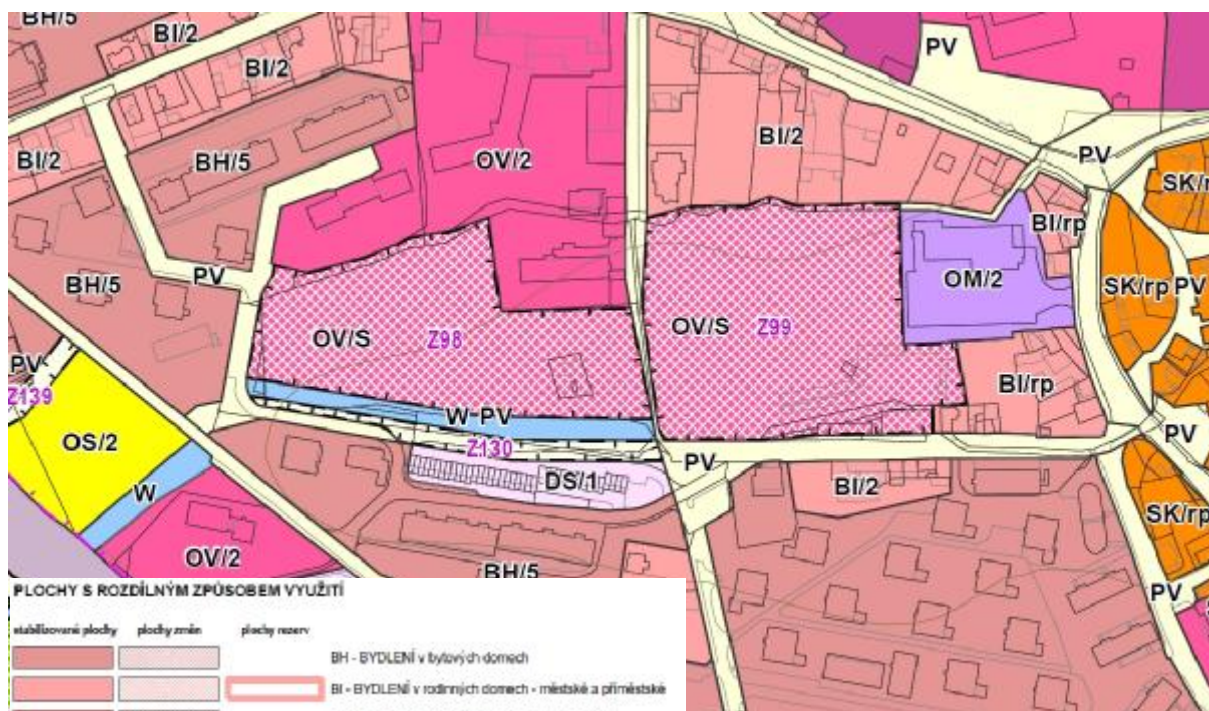 BH/5
BI/2
BI/2
PV
BI/2
BH/5
OV/2
BI/2
PV
SK/r
BI/rp
BH/5
PV
OM/2
SK/rp PV
OV/S Z98
OV/S Z99
PV
Z139
BI/rp
W PV
OS/2
Z130
PV
PV
W
DS/1
BI/2
SK/rp
OV/2
BH/5
PV
PLOCHY S ROZDÍLNÝM ZPŮSOBEM VYUŽITÍ
stabilizované plochy plochy změn plochy rezerv
BH - BYDLENÍ v bytových domech
BI - BYDLENÍ v rodinných domech - městské a příměstské